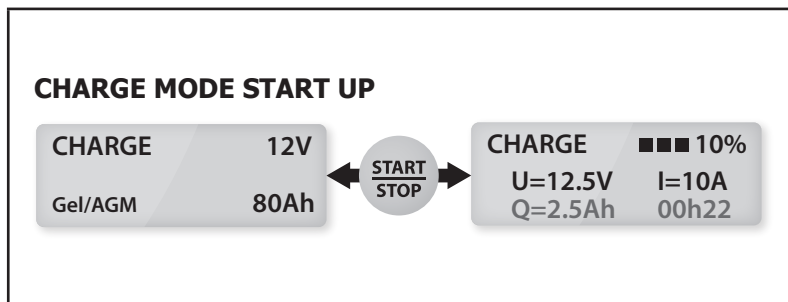 CHARGE MODE START UP
CHARGE 12V
Gel/AGM 80Ah
START
STOP
CHARGE ■■■ 10%
U=12.5V I=10A
Q=2.5Ah 00h22